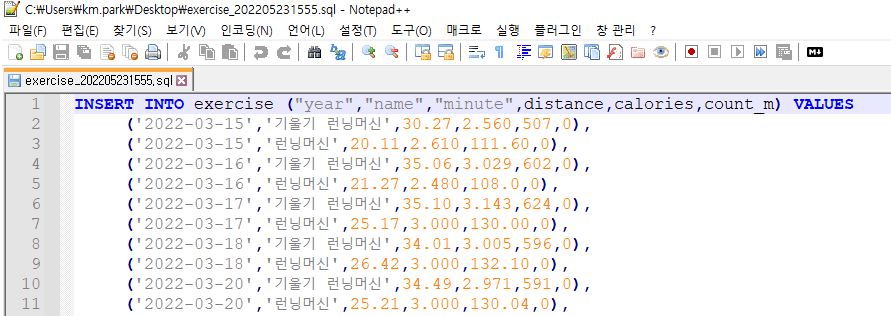 C:\Users\km.park\Desktop\exercise_202205231555.sql - Notepad++
파일(F) 편집(E) 찾기(S) 보기(V) 인코딩(N) 언어(L) 설정(T) 도구(O) 매크로 실행 플러그인 창 관리 ?
exercise_202205231555.sql
1 INSERT INTO exercise ("year","name","minute",distance,calories,count_m) VALUES
2 ('2022-03-15','기울기 런닝머신',30.27,2.560,507,0),
3 ('2022-03-15','런닝머신',20.11,2.610,111.60,0),
4 ('2022-03-16','기울기 런닝머신',35.06,3.029,602,0),
5 ('2022-03-16','런닝머신',21.27,2.480,108.0,0),
6 ('2022-03-17','기울기 런닝머신',35.10,3.143,624,0),
7 ('2022-03-17','런닝머신',25.17,3.000,130.00,0),
8 ('2022-03-18','기울기 런닝머신',34.01,3.005,596,0),
9 ('2022-03-18','런닝머신',26.42,3.000,132.10,0),
10 ('2022-03-20','기울기 런닝머신',34.49,2.971,591,0),
11 ('2022-03-20','런닝머신',25.21,3.000,130.04,0),